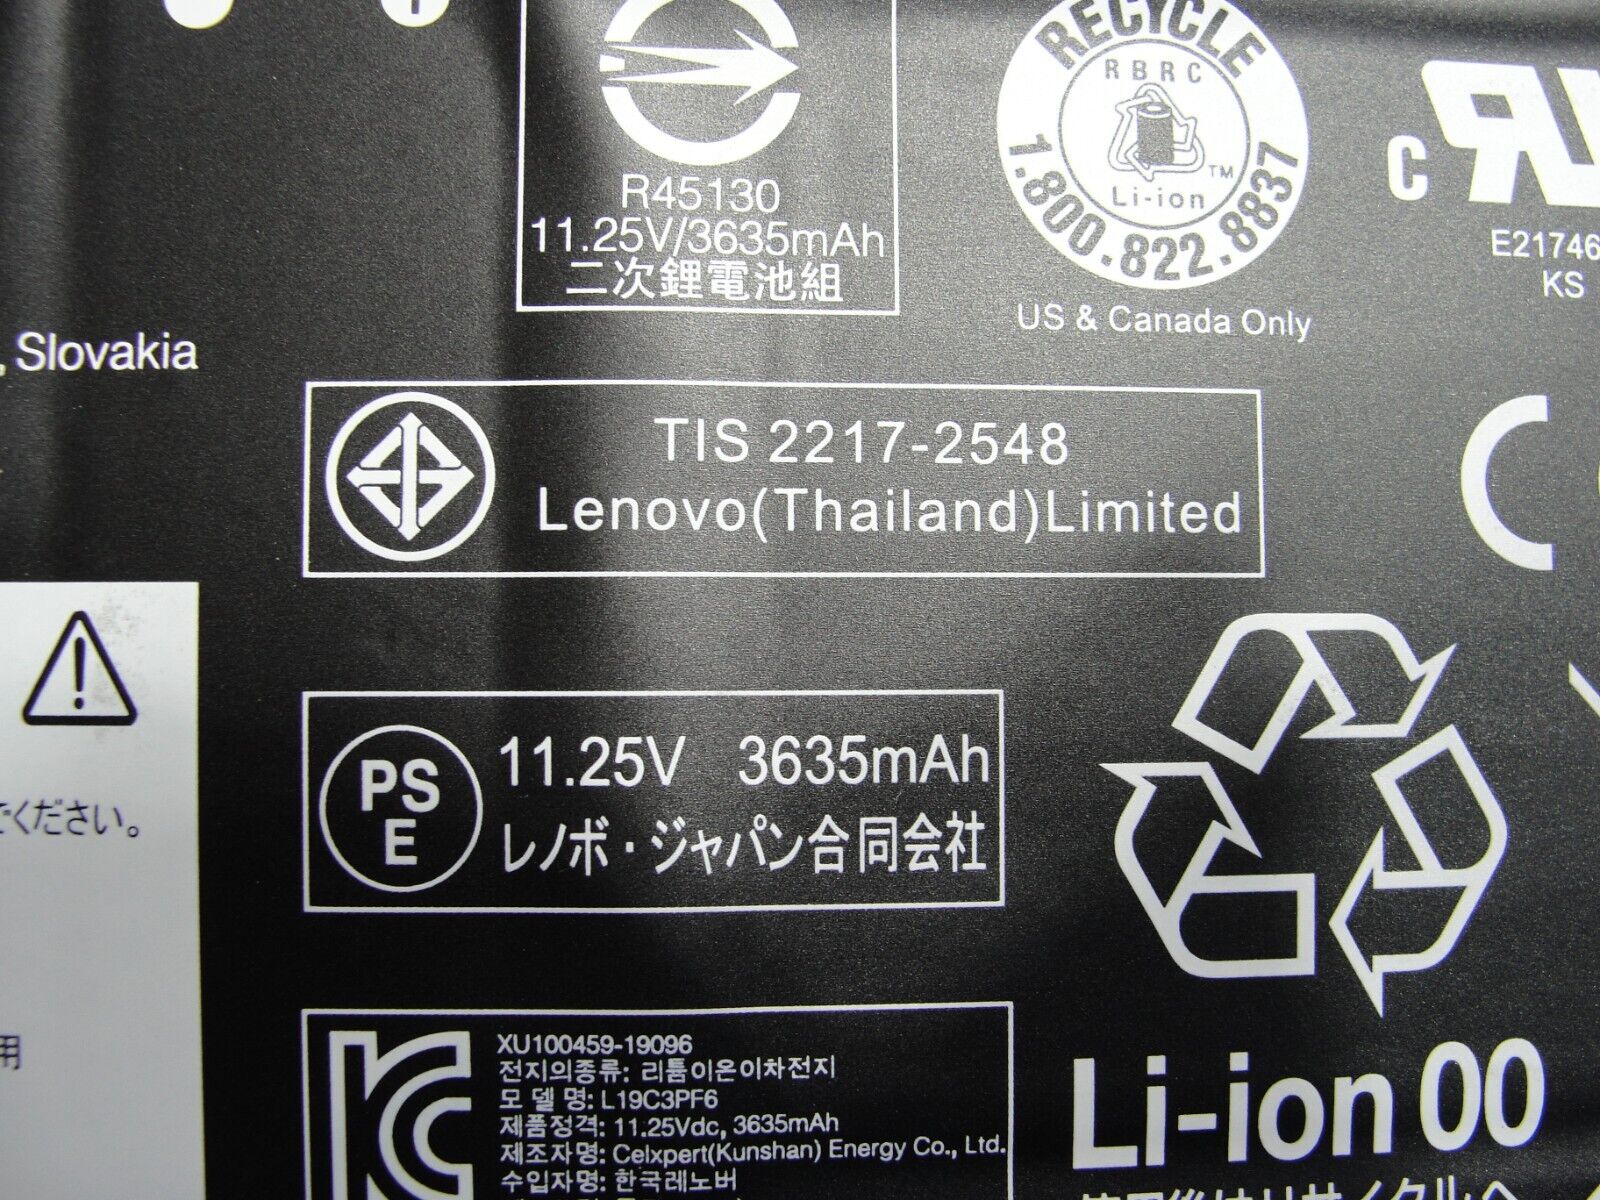 R45130
11.25V/3635mAh
二次鋰電池組
RECYCLE
RBRC
Li-ion
TM
1.800.822.8837
US & Canada Only
C
E21746
KS
, Slovakia
TIS 2217-2548
Lenovo(Thailand)Limited
ください。
用
PS
E
11.25V 3635mAh
レノボ・ジャパン合同会社
XU100459-19096
전지의종류: 리튬이온이차전지
모 델 명: L19C3PF6
제품정격: 11.25Vdc, 3635mAh
제조자명: Celxpert(Kunshan) Energy Co., Ltd.
수입자명: 한국레노버
Li-ion 00